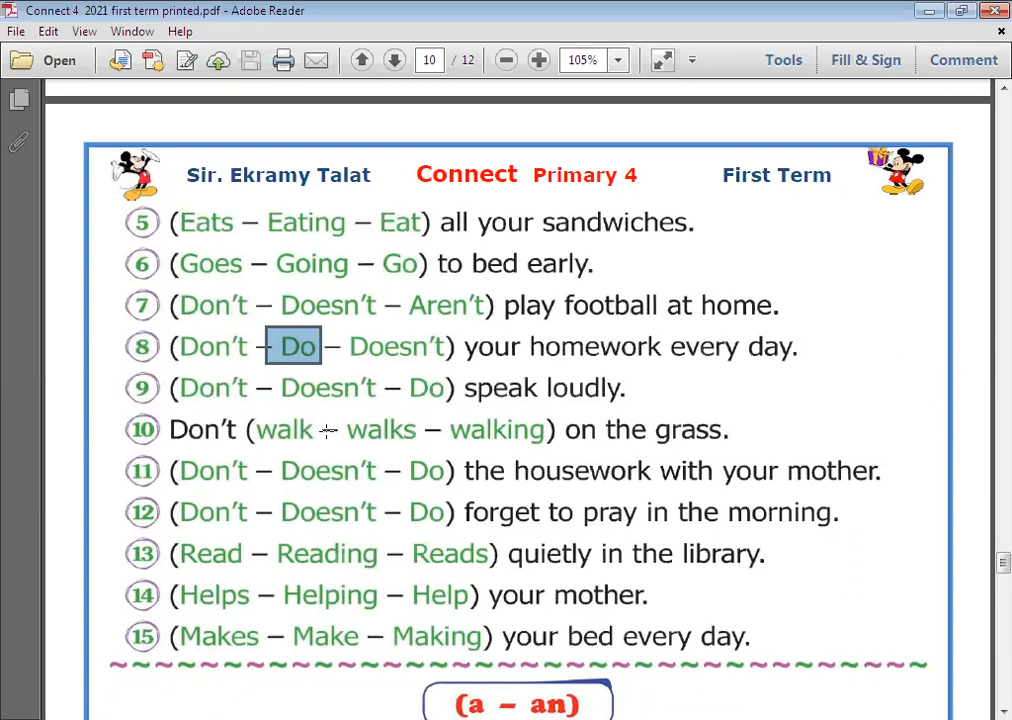 Connect 4 2021 first term printed.pdf - Adobe Reader
File Edit View Window Help
Open 10 / 12 105% Tools Fill & Sign Comment
Sir. Ekramy Talat Connect Primary 4 First Term
5 (Eats – Eating – Eat) all your sandwiches.
6 (Goes – Going – Go) to bed early.
7 (Don't – Doesn't – Aren't) play football at home.
8 (Don't – Do – Doesn't) your homework every day.
9 (Don't – Doesn't – Do) speak loudly.
10 Don't (walk – walks – walking) on the grass.
11 (Don't – Doesn't – Do) the housework with your mother.
12 (Don't – Doesn't – Do) forget to pray in the morning.
13 (Read – Reading – Reads) quietly in the library.
14 (Helps – Helping – Help) your mother.
15 (Makes – Make – Making) your bed every day.
(a – an)